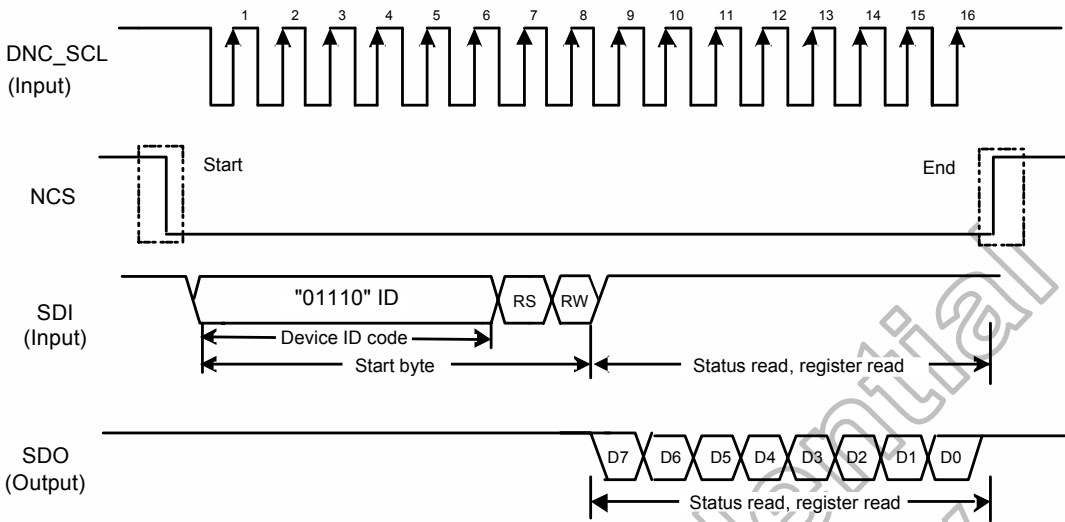 1 2 3 4 5 6 7 8 9 10 11 12 13 14 15 16
DNC_SCL
(Input)
Start
End
NCS
"01110" ID
RS
RW
SDI
(Input)
Device ID code
Start byte
Status read, register read
SDO
(Output)
D7 D6 D5 D4 D3 D2 D1 D0
Status read, register read